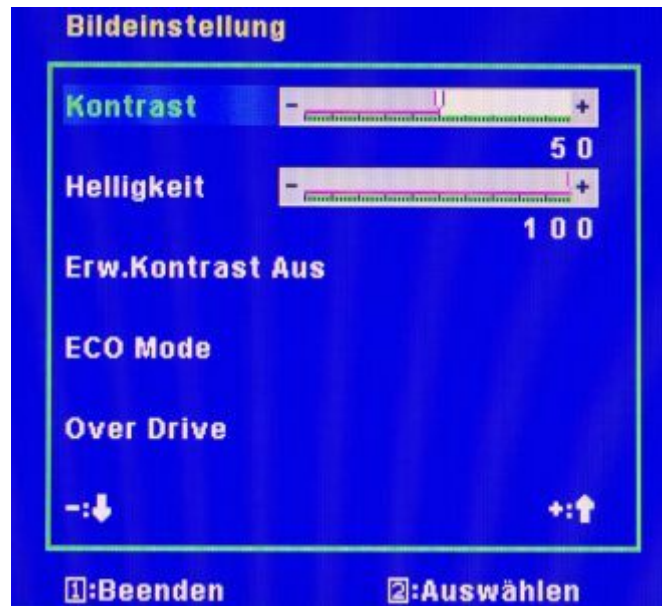 Bildeinstellung
Kontrast - +
50
Helligkeit - +
100
Erw.Kontrast Aus
ECO Mode
Over Drive
-:⬇ +:⬆
1:Beenden 2:Auswählen